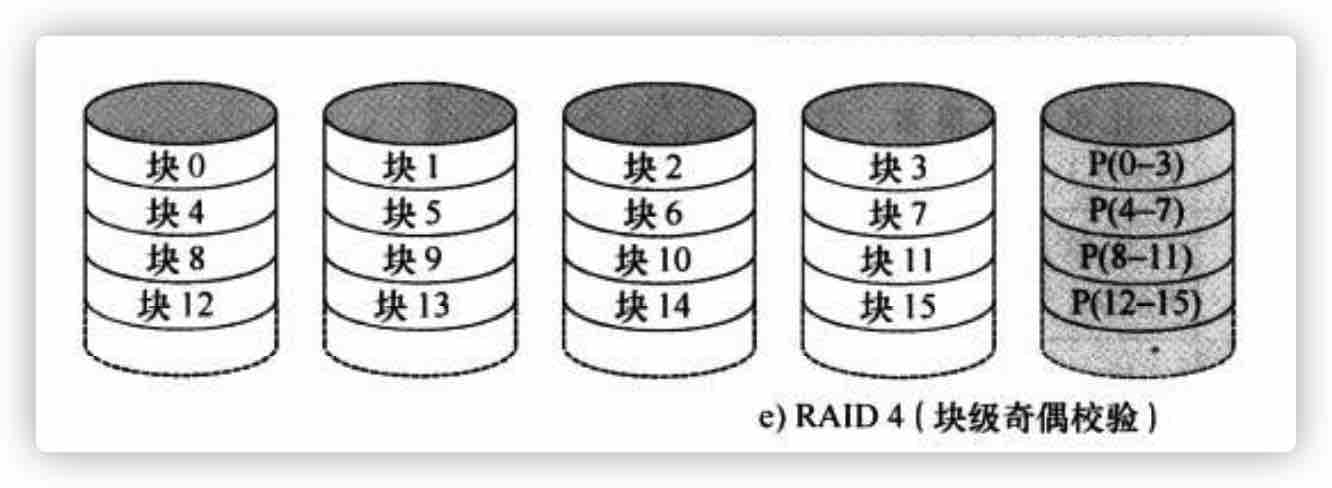 块 0 块 1 块 2 块 3 P(0–3)
块 4 块 5 块 6 块 7 P(4–7)
块 8 块 9 块 10 块 11 P(8–11)
块 12 块 13 块 14 块 15 P(12–15)
e) RAID 4 ( 块级奇偶校验 )